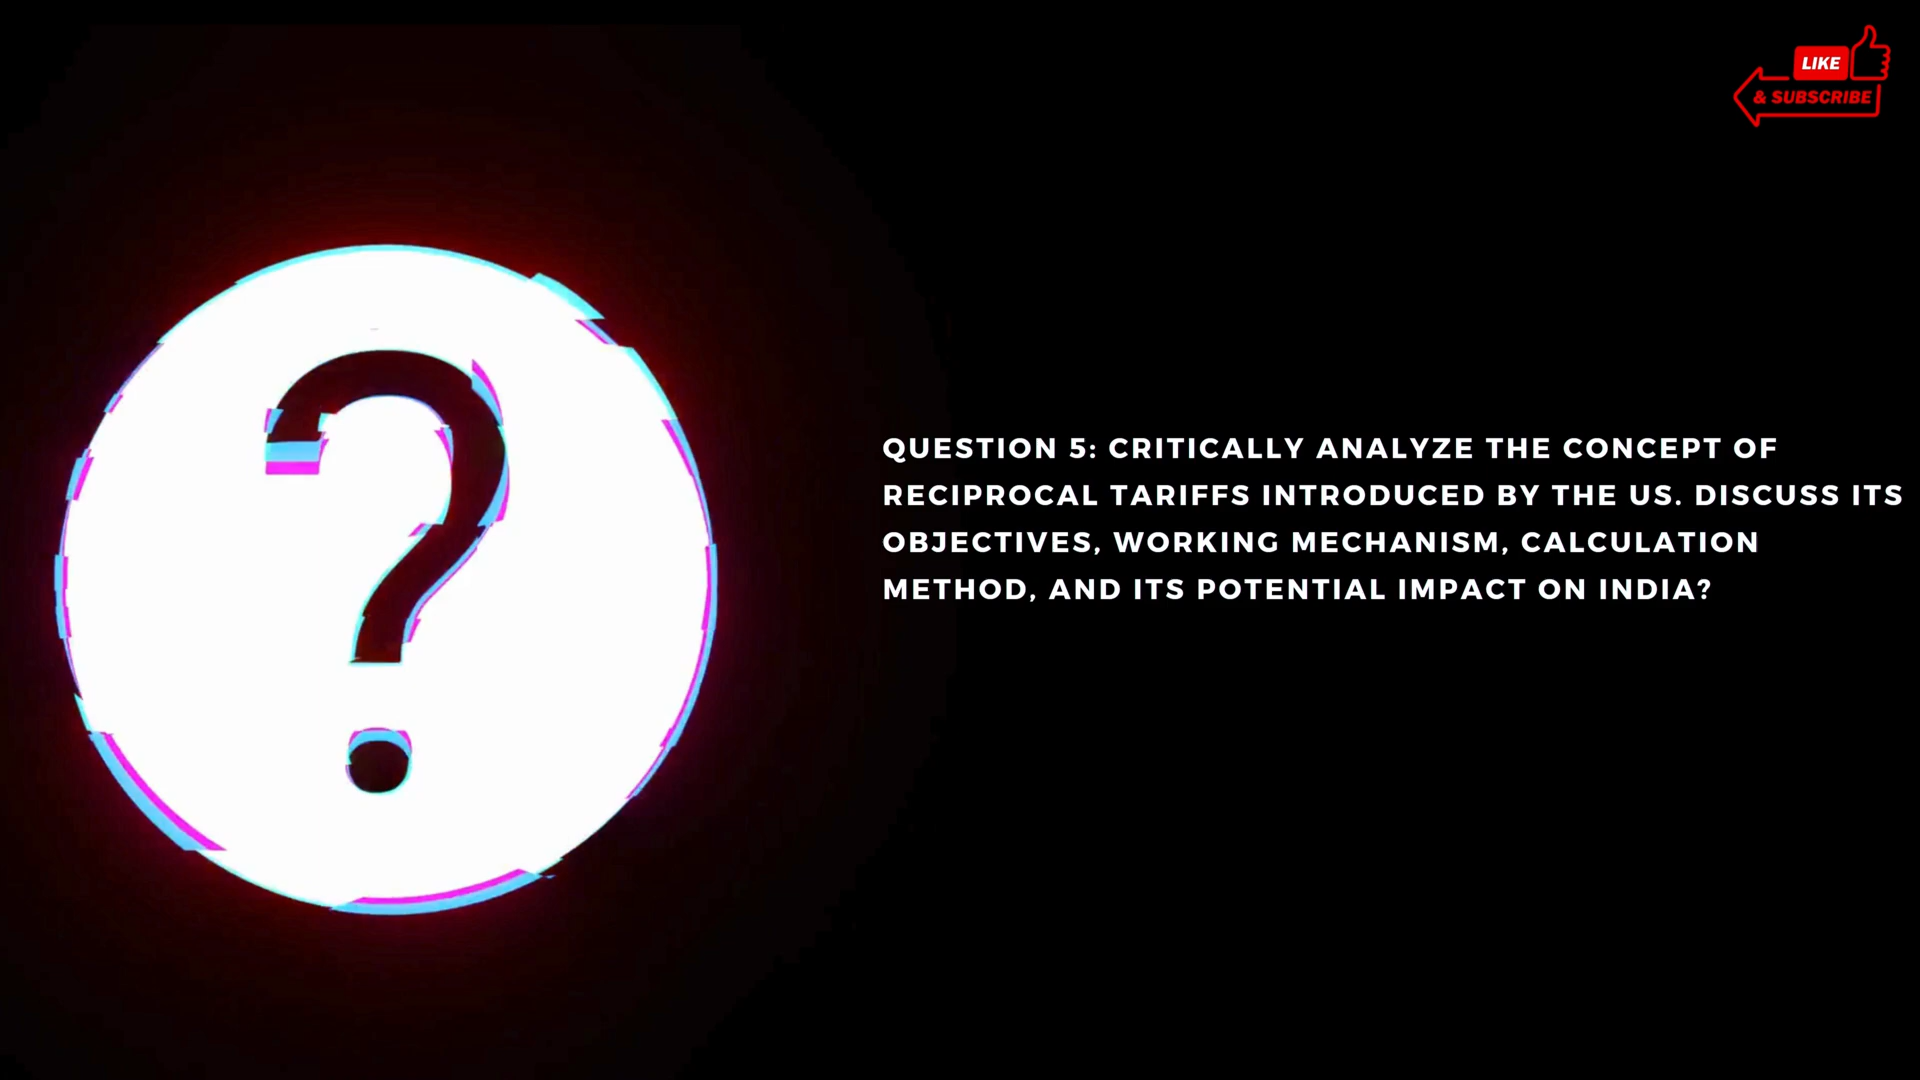 LIKE
& SUBSCRIBE
QUESTION 5: CRITICALLY ANALYZE THE CONCEPT OF
RECIPROCAL TARIFFS INTRODUCED BY THE US. DISCUSS ITS
OBJECTIVES, WORKING MECHANISM, CALCULATION
METHOD, AND ITS POTENTIAL IMPACT ON INDIA?